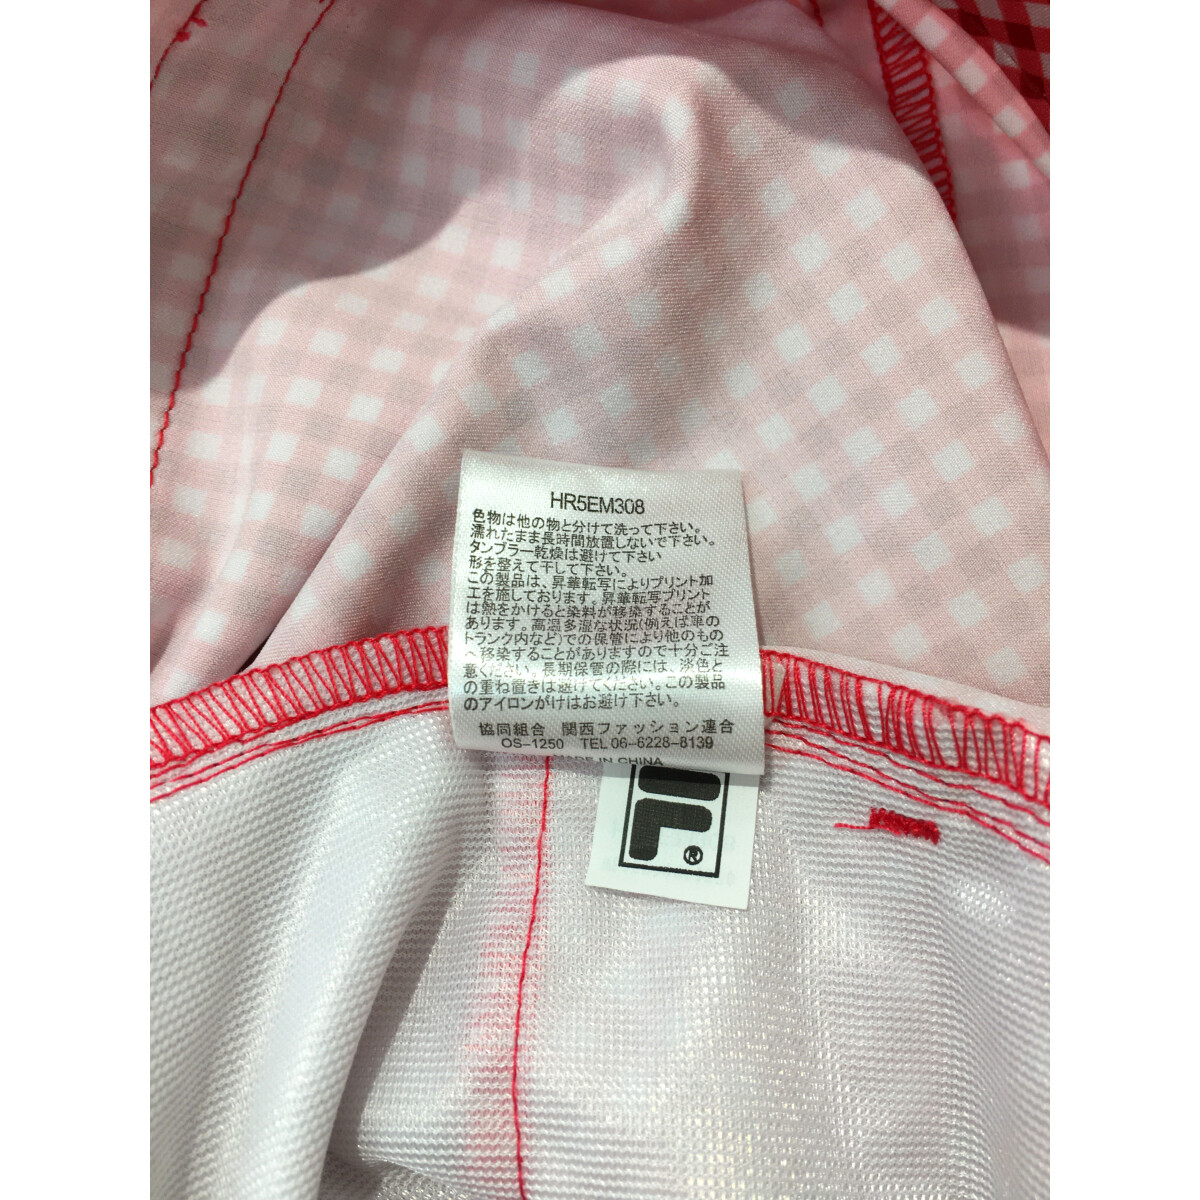 HR5EM308
色物は他の物と分けて洗って下さい。
濡れたまま長時間放置しないで下さい。
タンブラー乾燥は避けて下さい
形を整えて干して下さい。
この製品は、昇華転写によりプリント加
工を施しております。昇華転写プリント
は熱をかけると染料が移染することが
あります。高温多湿な状況(例えば車の
トランク内など)での保管により他のもの
へ移染することがありますので十分ご注
意ください。長期保管の際には、淡色と
の重ね置きは避けてください。この製品
のアイロンがけはお避け下さい。
協同組合 関西ファッション連合
OS-1250 TEL 06-6228-8139
MADE IN CHINA
F®